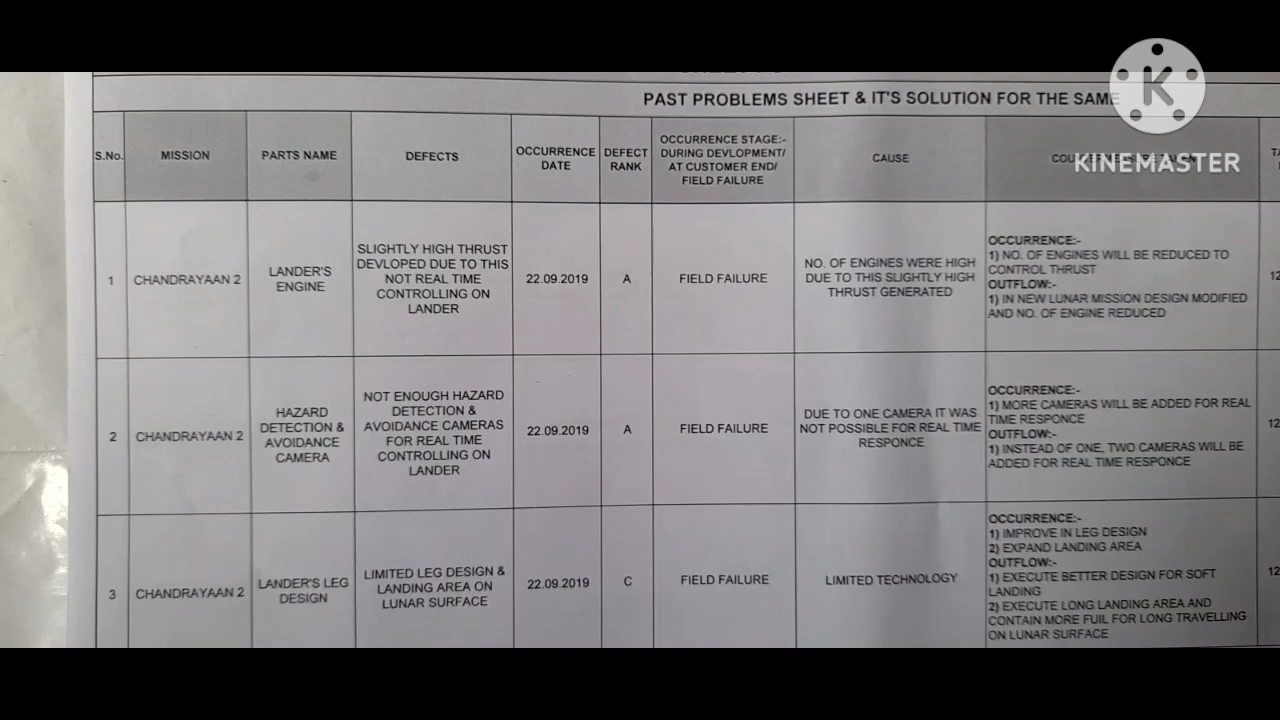 PAST PROBLEMS SHEET & IT'S SOLUTION FOR THE SAME
KINEMASTER
S.No.
MISSION
PARTS NAME
DEFECTS
OCCURRENCE
DATE
DEFECT
RANK
OCCURRENCE STAGE:-
DURING DEVLOPMENT/
AT CUSTOMER END/
FIELD FAILURE
CAUSE
1
CHANDRAYAAN 2
LANDER'S
ENGINE
SLIGHTLY HIGH THRUST
DEVLOPED DUE TO THIS
NOT REAL TIME
CONTROLLING ON
LANDER
22.09.2019
A
FIELD FAILURE
NO. OF ENGINES WERE HIGH
DUE TO THIS SLIGHTLY HIGH
THRUST GENERATED
OCCURRENCE:-
1) NO. OF ENGINES WILL BE REDUCED TO
CONTROL THRUST
OUTFLOW:-
1) IN NEW LUNAR MISSION DESIGN MODIFIED
AND NO. OF ENGINE REDUCED
2
CHANDRAYAAN 2
HAZARD
DETECTION &
AVOIDANCE
CAMERA
NOT ENOUGH HAZARD
DETECTION &
AVOIDANCE CAMERAS
FOR REAL TIME
CONTROLLING ON
LANDER
22.09.2019
A
FIELD FAILURE
DUE TO ONE CAMERA IT WAS
NOT POSSIBLE FOR REAL TIME
RESPONCE
OCCURRENCE:-
1) MORE CAMERAS WILL BE ADDED FOR REAL
TIME RESPONCE
OUTFLOW:-
1) INSTEAD OF ONE, TWO CAMERAS WILL BE
ADDED FOR REAL TIME RESPONCE
3
CHANDRAYAAN 2
LANDER'S LEG
DESIGN
LIMITED LEG DESIGN &
LANDING AREA ON
LUNAR SURFACE
22.09.2019
C
FIELD FAILURE
LIMITED TECHNOLOGY
OCCURRENCE:-
1) IMPROVE IN LEG DESIGN
2) EXPAND LANDING AREA
OUTFLOW:-
1) EXECUTE BETTER DESIGN FOR SOFT
LANDING
2) EXECUTE LONG LANDING AREA AND
CONTAIN MORE FUIL FOR LONG TRAVELLING
ON LUNAR SURFACE